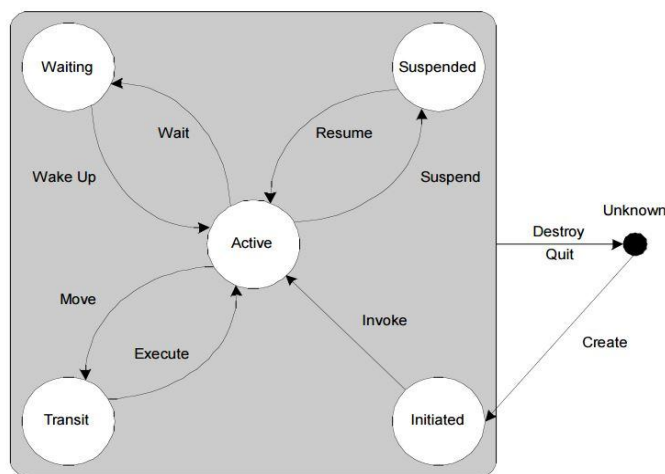 Waiting
Suspended
Wait
Resume
Wake Up
Suspend
Unknown
Active
Destroy
Quit
Move
Invoke
Execute
Create
Transit
Initiated